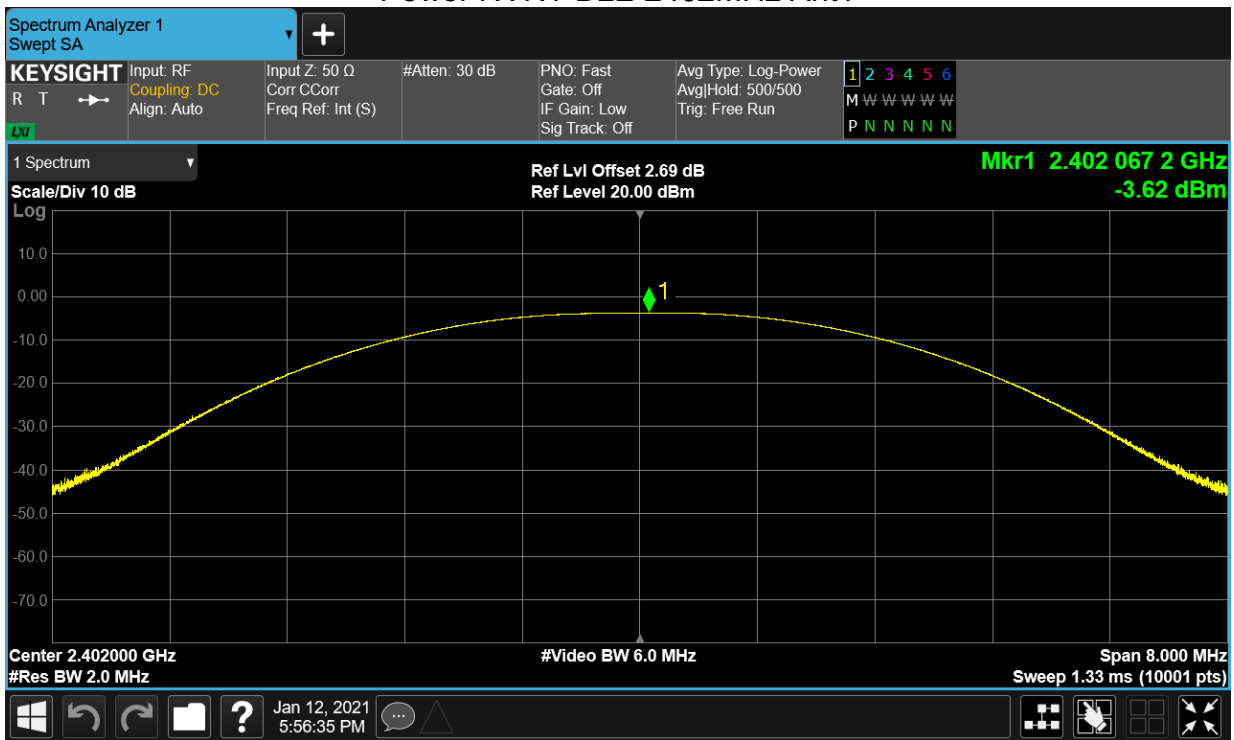 Spectrum Analyzer 1
Swept SA
KEYSIGHT
R T
LXI
Input: RF
Coupling: DC
Align: Auto
Input Z: 50 Ω
Corr CCorr
Freq Ref: Int (S)
#Atten: 30 dB
PNO: Fast
Gate: Off
IF Gain: Low
Sig Track: Off
Avg Type: Log-Power
Avg|Hold: 500/500
Trig: Free Run
1 2 3 4 5 6
M W W W W W
P N N N N N
1 Spectrum
Scale/Div 10 dB
Log
Ref Lvl Offset 2.69 dB
Ref Level 20.00 dBm
Mkr1 2.402 067 2 GHz
-3.62 dBm
10.0
0.00
-10.0
-20.0
-30.0
-40.0
-50.0
-60.0
-70.0
1
Center 2.402000 GHz
#Res BW 2.0 MHz
#Video BW 6.0 MHz
Span 8.000 MHz
Sweep 1.33 ms (10001 pts)
?
Jan 12, 2021
5:56:35 PM